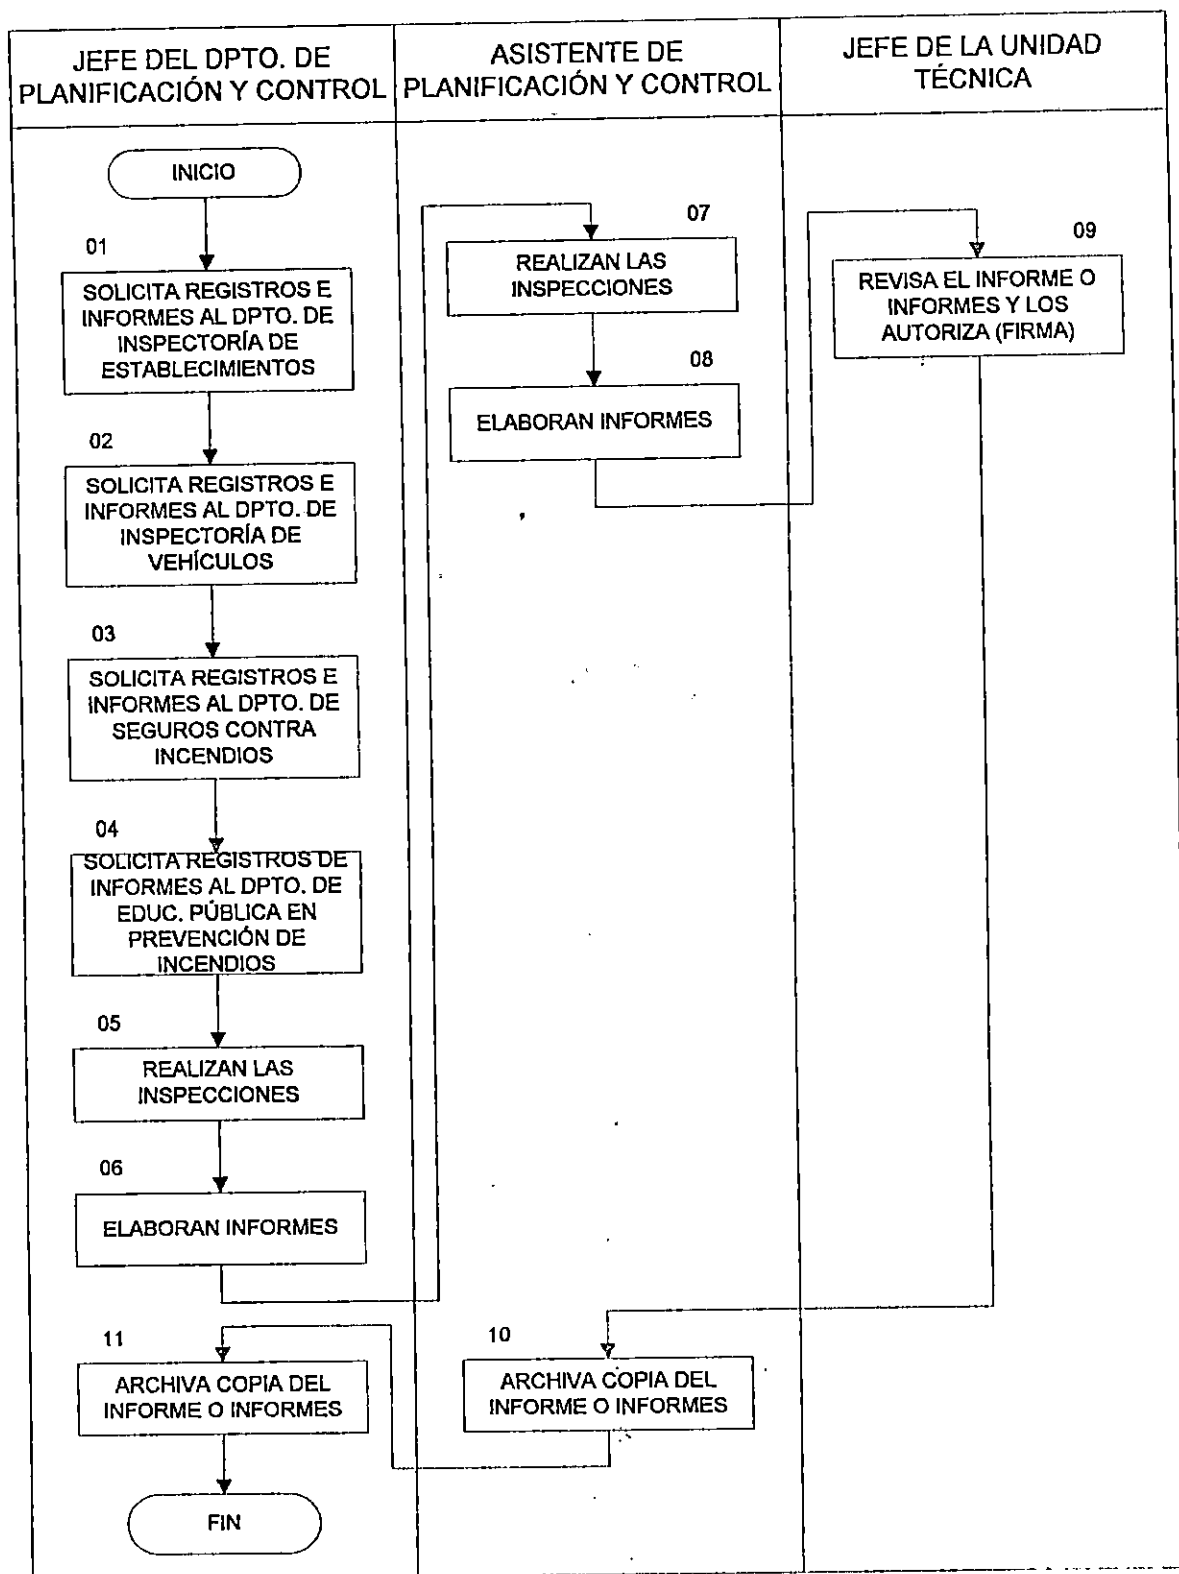 JEFE DEL DPTO. DE
PLANIFICACIÓN Y CONTROL
ASISTENTE DE
PLANIFICACIÓN Y CONTROL
JEFE DE LA UNIDAD
TÉCNICA
INICIO
01
SOLICITA REGISTROS E
INFORMES AL DPTO. DE
INSPECTORÍA DE
ESTABLECIMIENTOS
02
SOLICITA REGISTROS E
INFORMES AL DPTO. DE
INSPECTORÍA DE
VEHÍCULOS
03
SOLICITA REGISTROS E
INFORMES AL DPTO. DE
SEGUROS CONTRA
INCENDIOS
04
SOLICITA REGISTROS DE
INFORMES AL DPTO. DE
EDUC. PÚBLICA EN
PREVENCIÓN DE
INCENDIOS
05
REALIZAN LAS
INSPECCIONES
06
ELABORAN INFORMES
07
REALIZAN LAS
INSPECCIONES
08
ELABORAN INFORMES
09
REVISA EL INFORME O
INFORMES Y LOS
AUTORIZA (FIRMA)
10
ARCHIVA COPIA DEL
INFORME O INFORMES
11
ARCHIVA COPIA DEL
INFORME O INFORMES
FIN